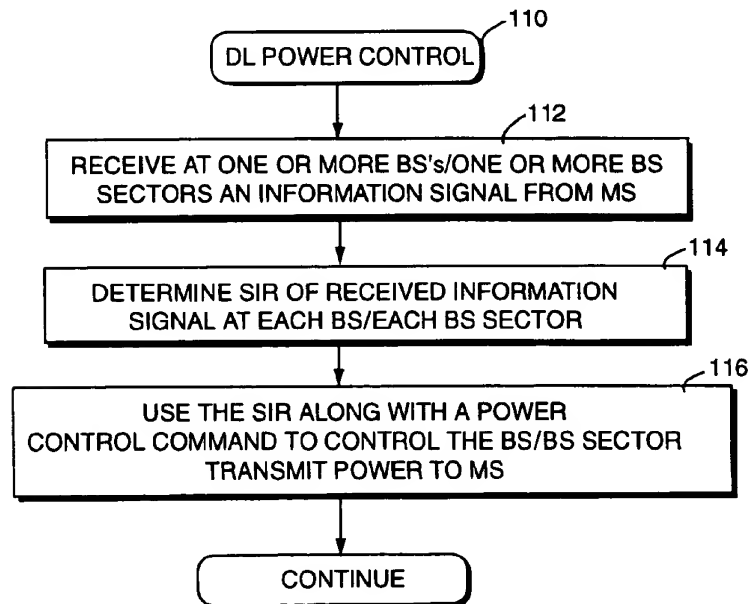 110
DL POWER CONTROL
112
RECEIVE AT ONE OR MORE BS's/ONE OR MORE BS
SECTORS AN INFORMATION SIGNAL FROM MS
114
DETERMINE SIR OF RECEIVED INFORMATION
SIGNAL AT EACH BS/EACH BS SECTOR
116
USE THE SIR ALONG WITH A POWER
CONTROL COMMAND TO CONTROL THE BS/BS SECTOR
TRANSMIT POWER TO MS
CONTINUE